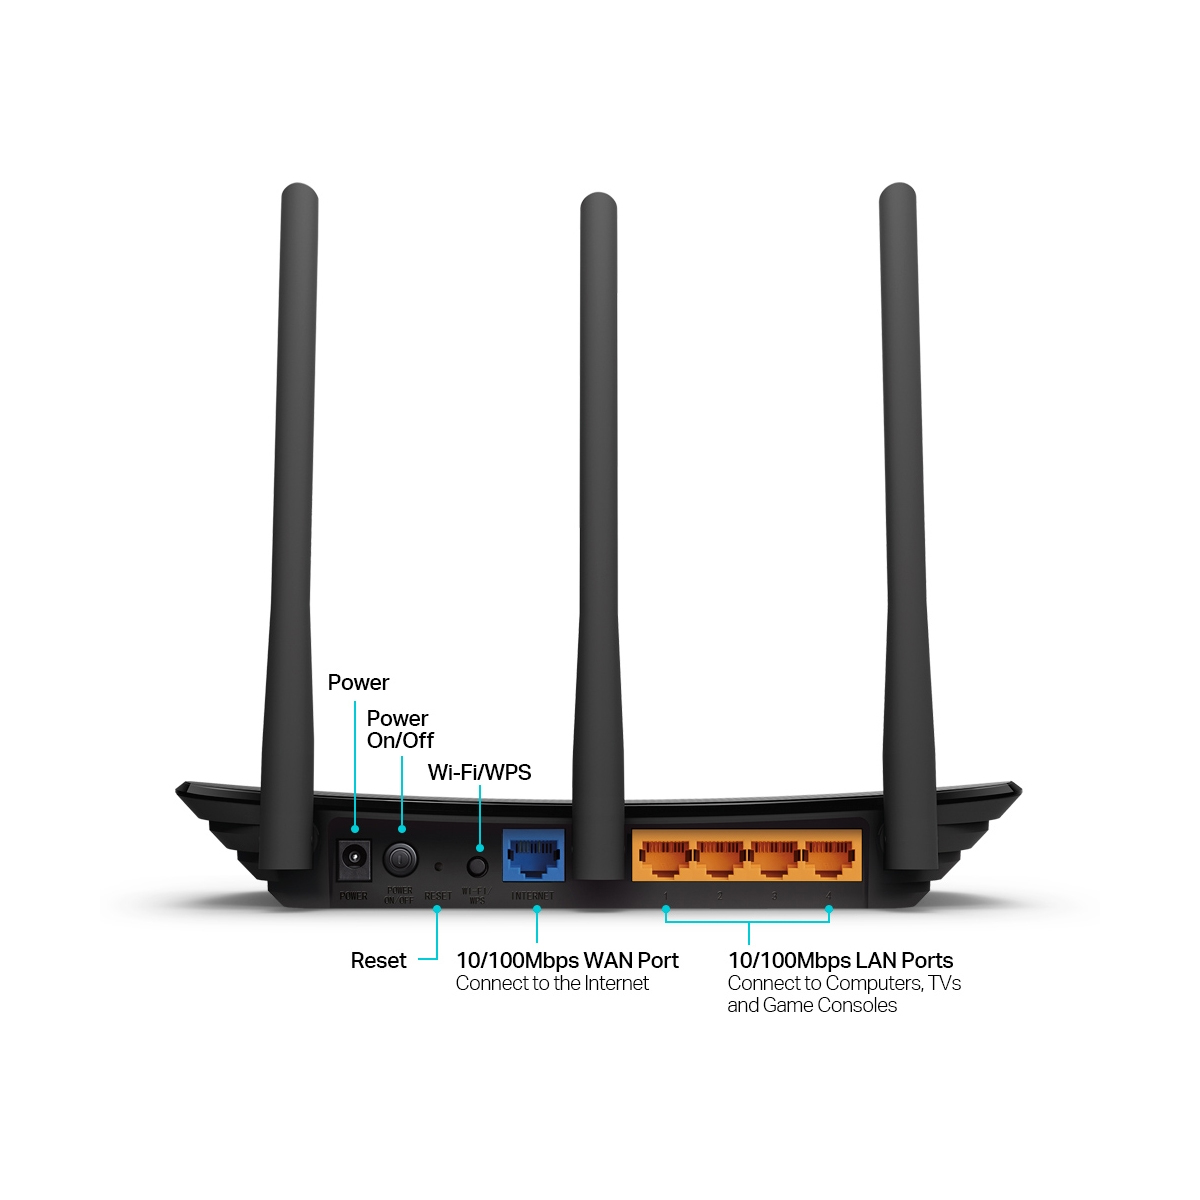 Power
Power
On/Off
Wi-Fi/WPS
POWER
POWER
ON OFF
RESET
WI-FI/
WPS
INTERNET
1
2
3
4
Reset
10/100Mbps WAN Port
Connect to the Internet
10/100Mbps LAN Ports
Connect to Computers, TVs
and Game Consoles